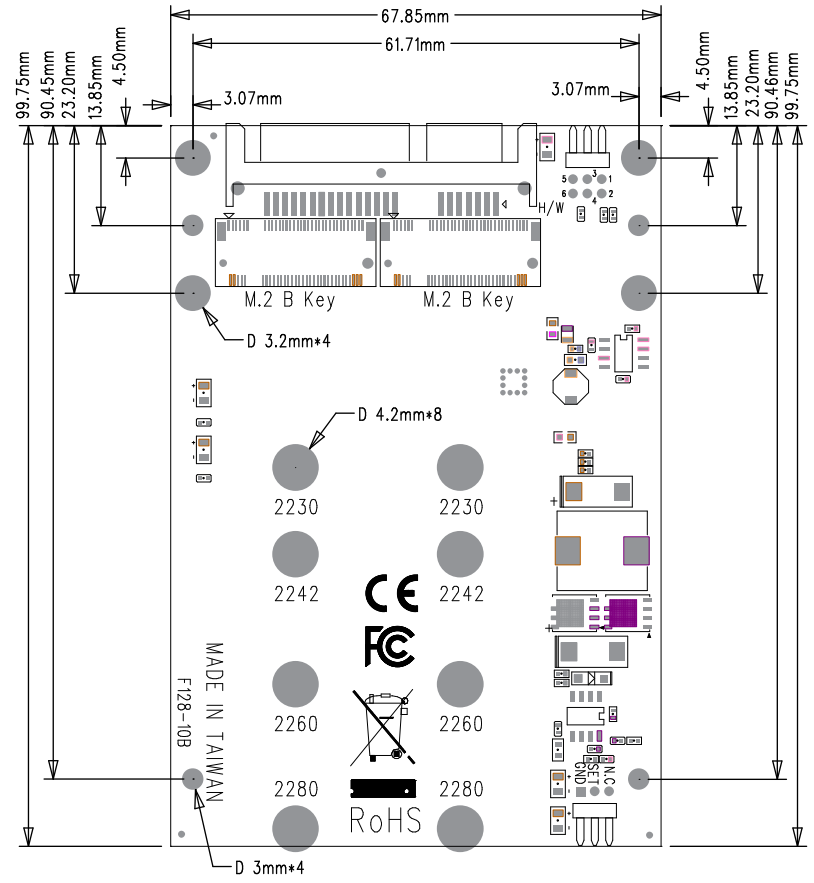 67.85mm
61.71mm
3.07mm
3.07mm
99.75mm
90.45mm
23.20mm
13.85mm
4.50mm
4.50mm
13.85mm
23.20mm
90.46mm
99.75mm
5 3 1
6 4 2
H/W
M.2 B Key
M.2 B Key
D 3.2mm*4
D 4.2mm*8
2230
2230
2242
2242
CE
FC
2260
2260
2280
2280
RoHS
MADE IN TAIWAN
F128-10B
GND
SET
N.C
D 3mm*4